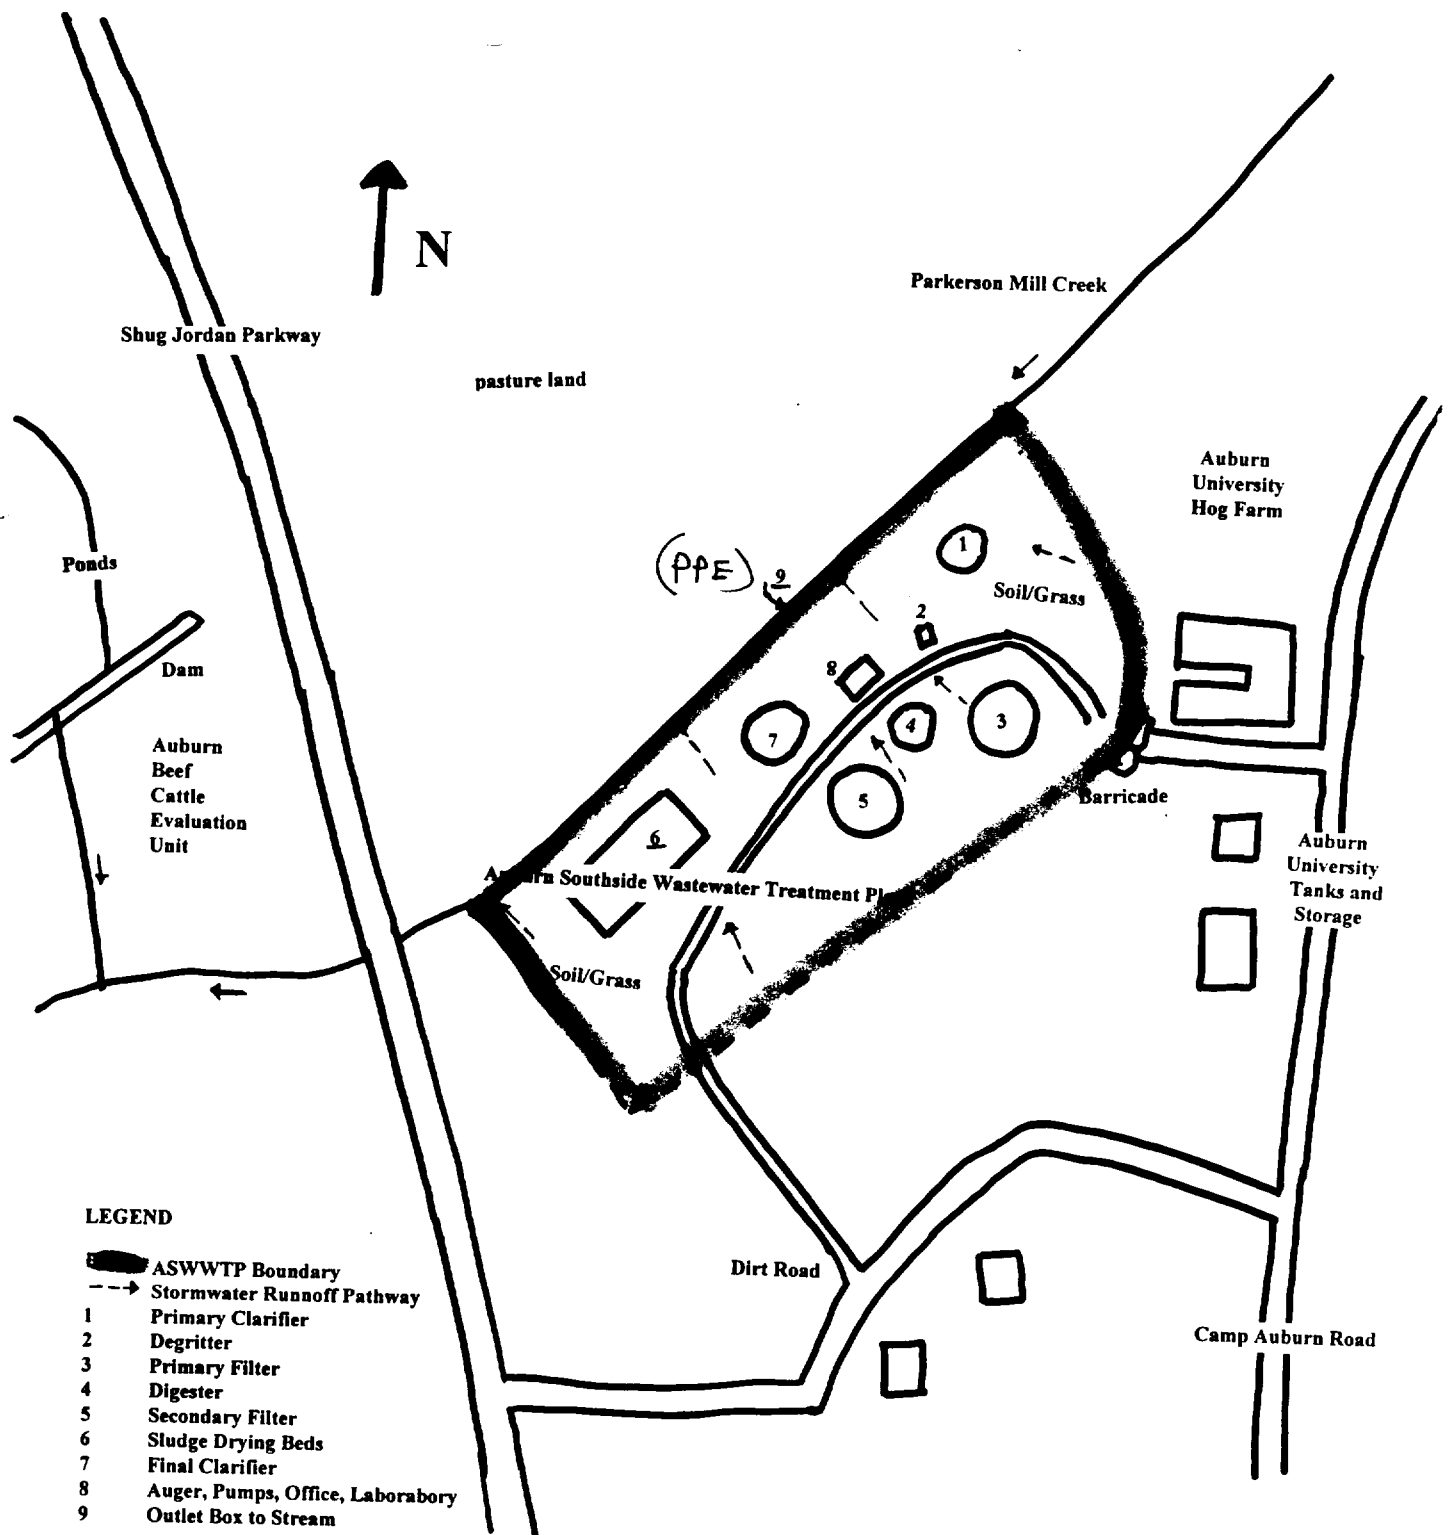 N
Parkerson Mill Creek
Shug Jordan Parkway
pasture land
Auburn
University
Hog Farm
(PPE)
9
1
Ponds
Soil/Grass
2
8
Dam
3
4
7
Auburn
Beef
Cattle
Evaluation
Unit
5
Barricade
6
Auburn
University
Tanks and
Storage
Southside Wastewater Treatment
Soil/Grass
LEGEND
ASWWTP Boundary
Stormwater Runnoff Pathway
1 Primary Clarifier
2 Degritter
3 Primary Filter
4 Digester
5 Secondary Filter
6 Sludge Drying Beds
7 Final Clarifier
8 Auger, Pumps, Office, Laborabory
9 Outlet Box to Stream
Dirt Road
Camp Auburn Road